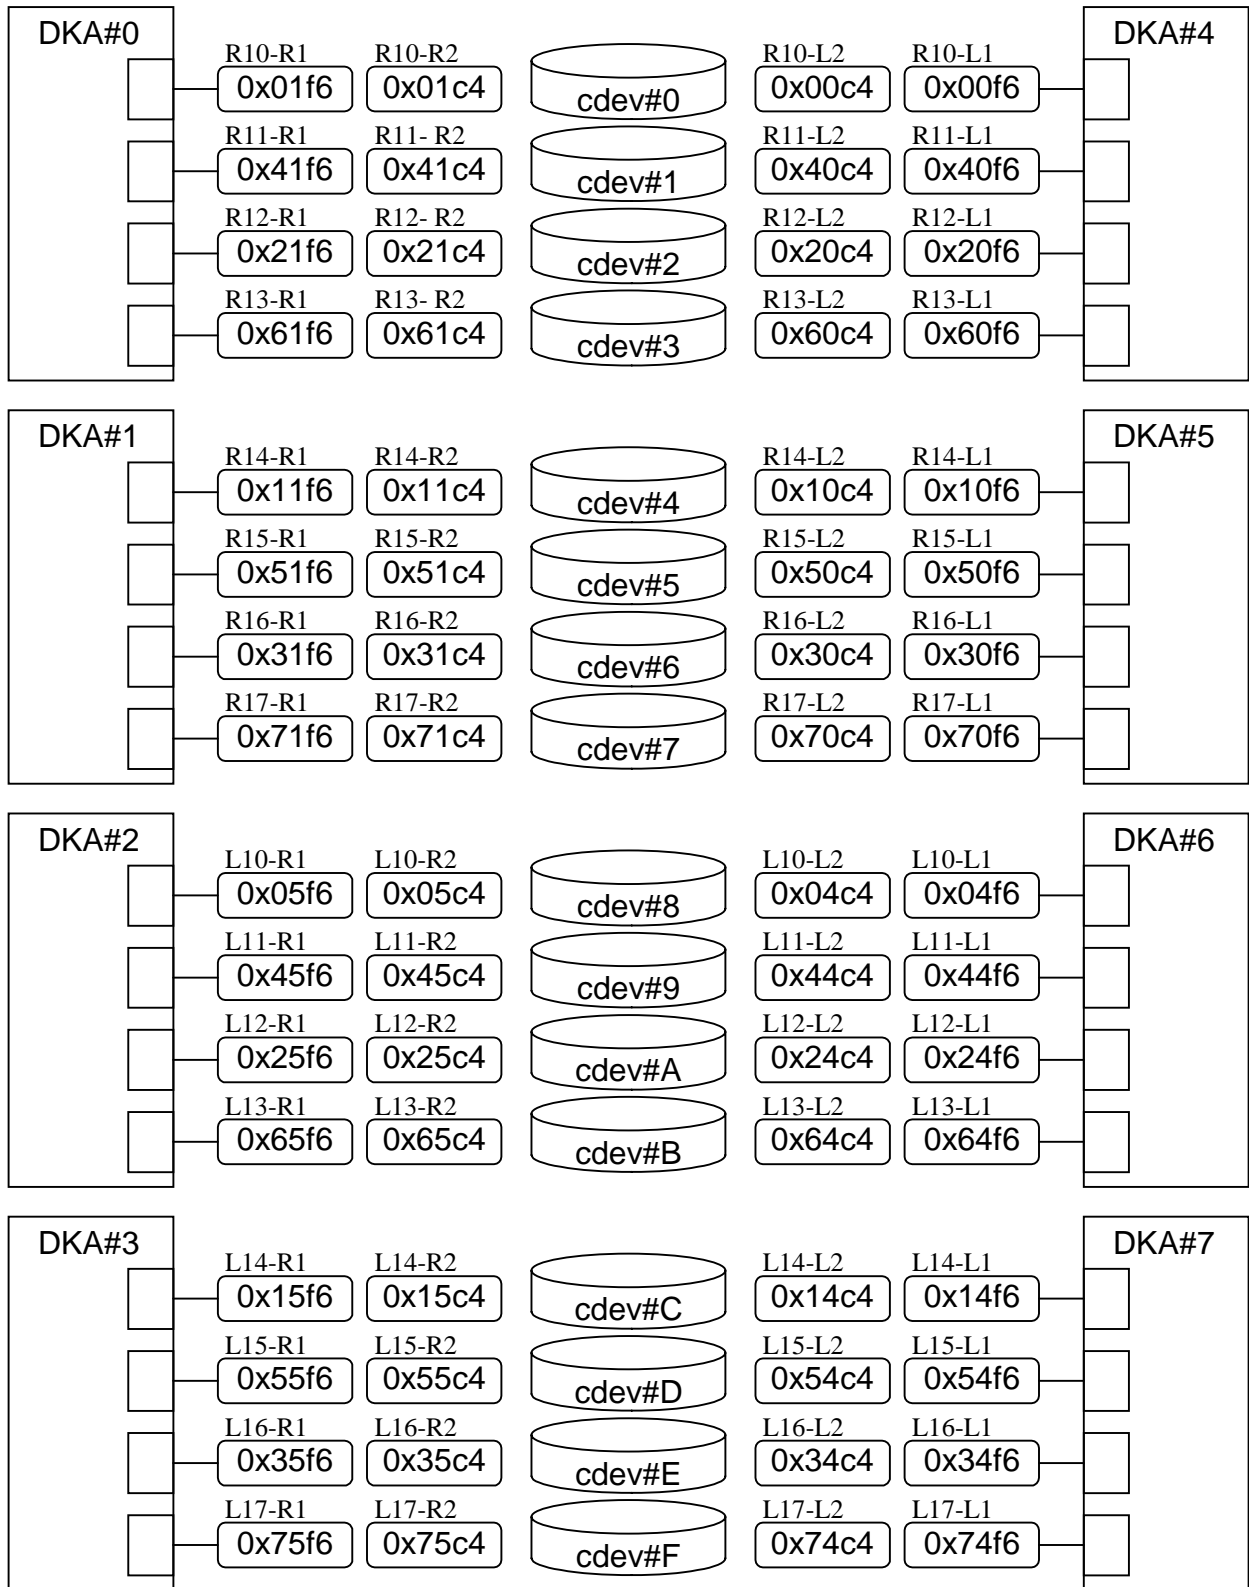 DKA#0 DKA#4
R10-R1 R10-R2 R10-L2 R10-L1
0x01f6 0x01c4 cdev#0 0x00c4 0x00f6
R11-R1 R11- R2 R11-L2 R11-L1
0x41f6 0x41c4 cdev#1 0x40c4 0x40f6
R12-R1 R12- R2 R12-L2 R12-L1
0x21f6 0x21c4 cdev#2 0x20c4 0x20f6
R13-R1 R13- R2 R13-L2 R13-L1
0x61f6 0x61c4 cdev#3 0x60c4 0x60f6
DKA#1 DKA#5
R14-R1 R14-R2 R14-L2 R14-L1
0x11f6 0x11c4 cdev#4 0x10c4 0x10f6
R15-R1 R15-R2 R15-L2 R15-L1
0x51f6 0x51c4 cdev#5 0x50c4 0x50f6
R16-R1 R16-R2 R16-L2 R16-L1
0x31f6 0x31c4 cdev#6 0x30c4 0x30f6
R17-R1 R17-R2 R17-L2 R17-L1
0x71f6 0x71c4 cdev#7 0x70c4 0x70f6
DKA#2 DKA#6
L10-R1 L10-R2 L10-L2 L10-L1
0x05f6 0x05c4 cdev#8 0x04c4 0x04f6
L11-R1 L11-R2 L11-L2 L11-L1
0x45f6 0x45c4 cdev#9 0x44c4 0x44f6
L12-R1 L12-R2 L12-L2 L12-L1
0x25f6 0x25c4 cdev#A 0x24c4 0x24f6
L13-R1 L13-R2 L13-L2 L13-L1
0x65f6 0x65c4 cdev#B 0x64c4 0x64f6
DKA#3 DKA#7
L14-R1 L14-R2 L14-L2 L14-L1
0x15f6 0x15c4 cdev#C 0x14c4 0x14f6
L15-R1 L15-R2 L15-L2 L15-L1
0x55f6 0x55c4 cdev#D 0x54c4 0x54f6
L16-R1 L16-R2 L16-L2 L16-L1
0x35f6 0x35c4 cdev#E 0x34c4 0x34f6
L17-R1 L17-R2 L17-L2 L17-L1
0x75f6 0x75c4 cdev#F 0x74c4 0x74f6